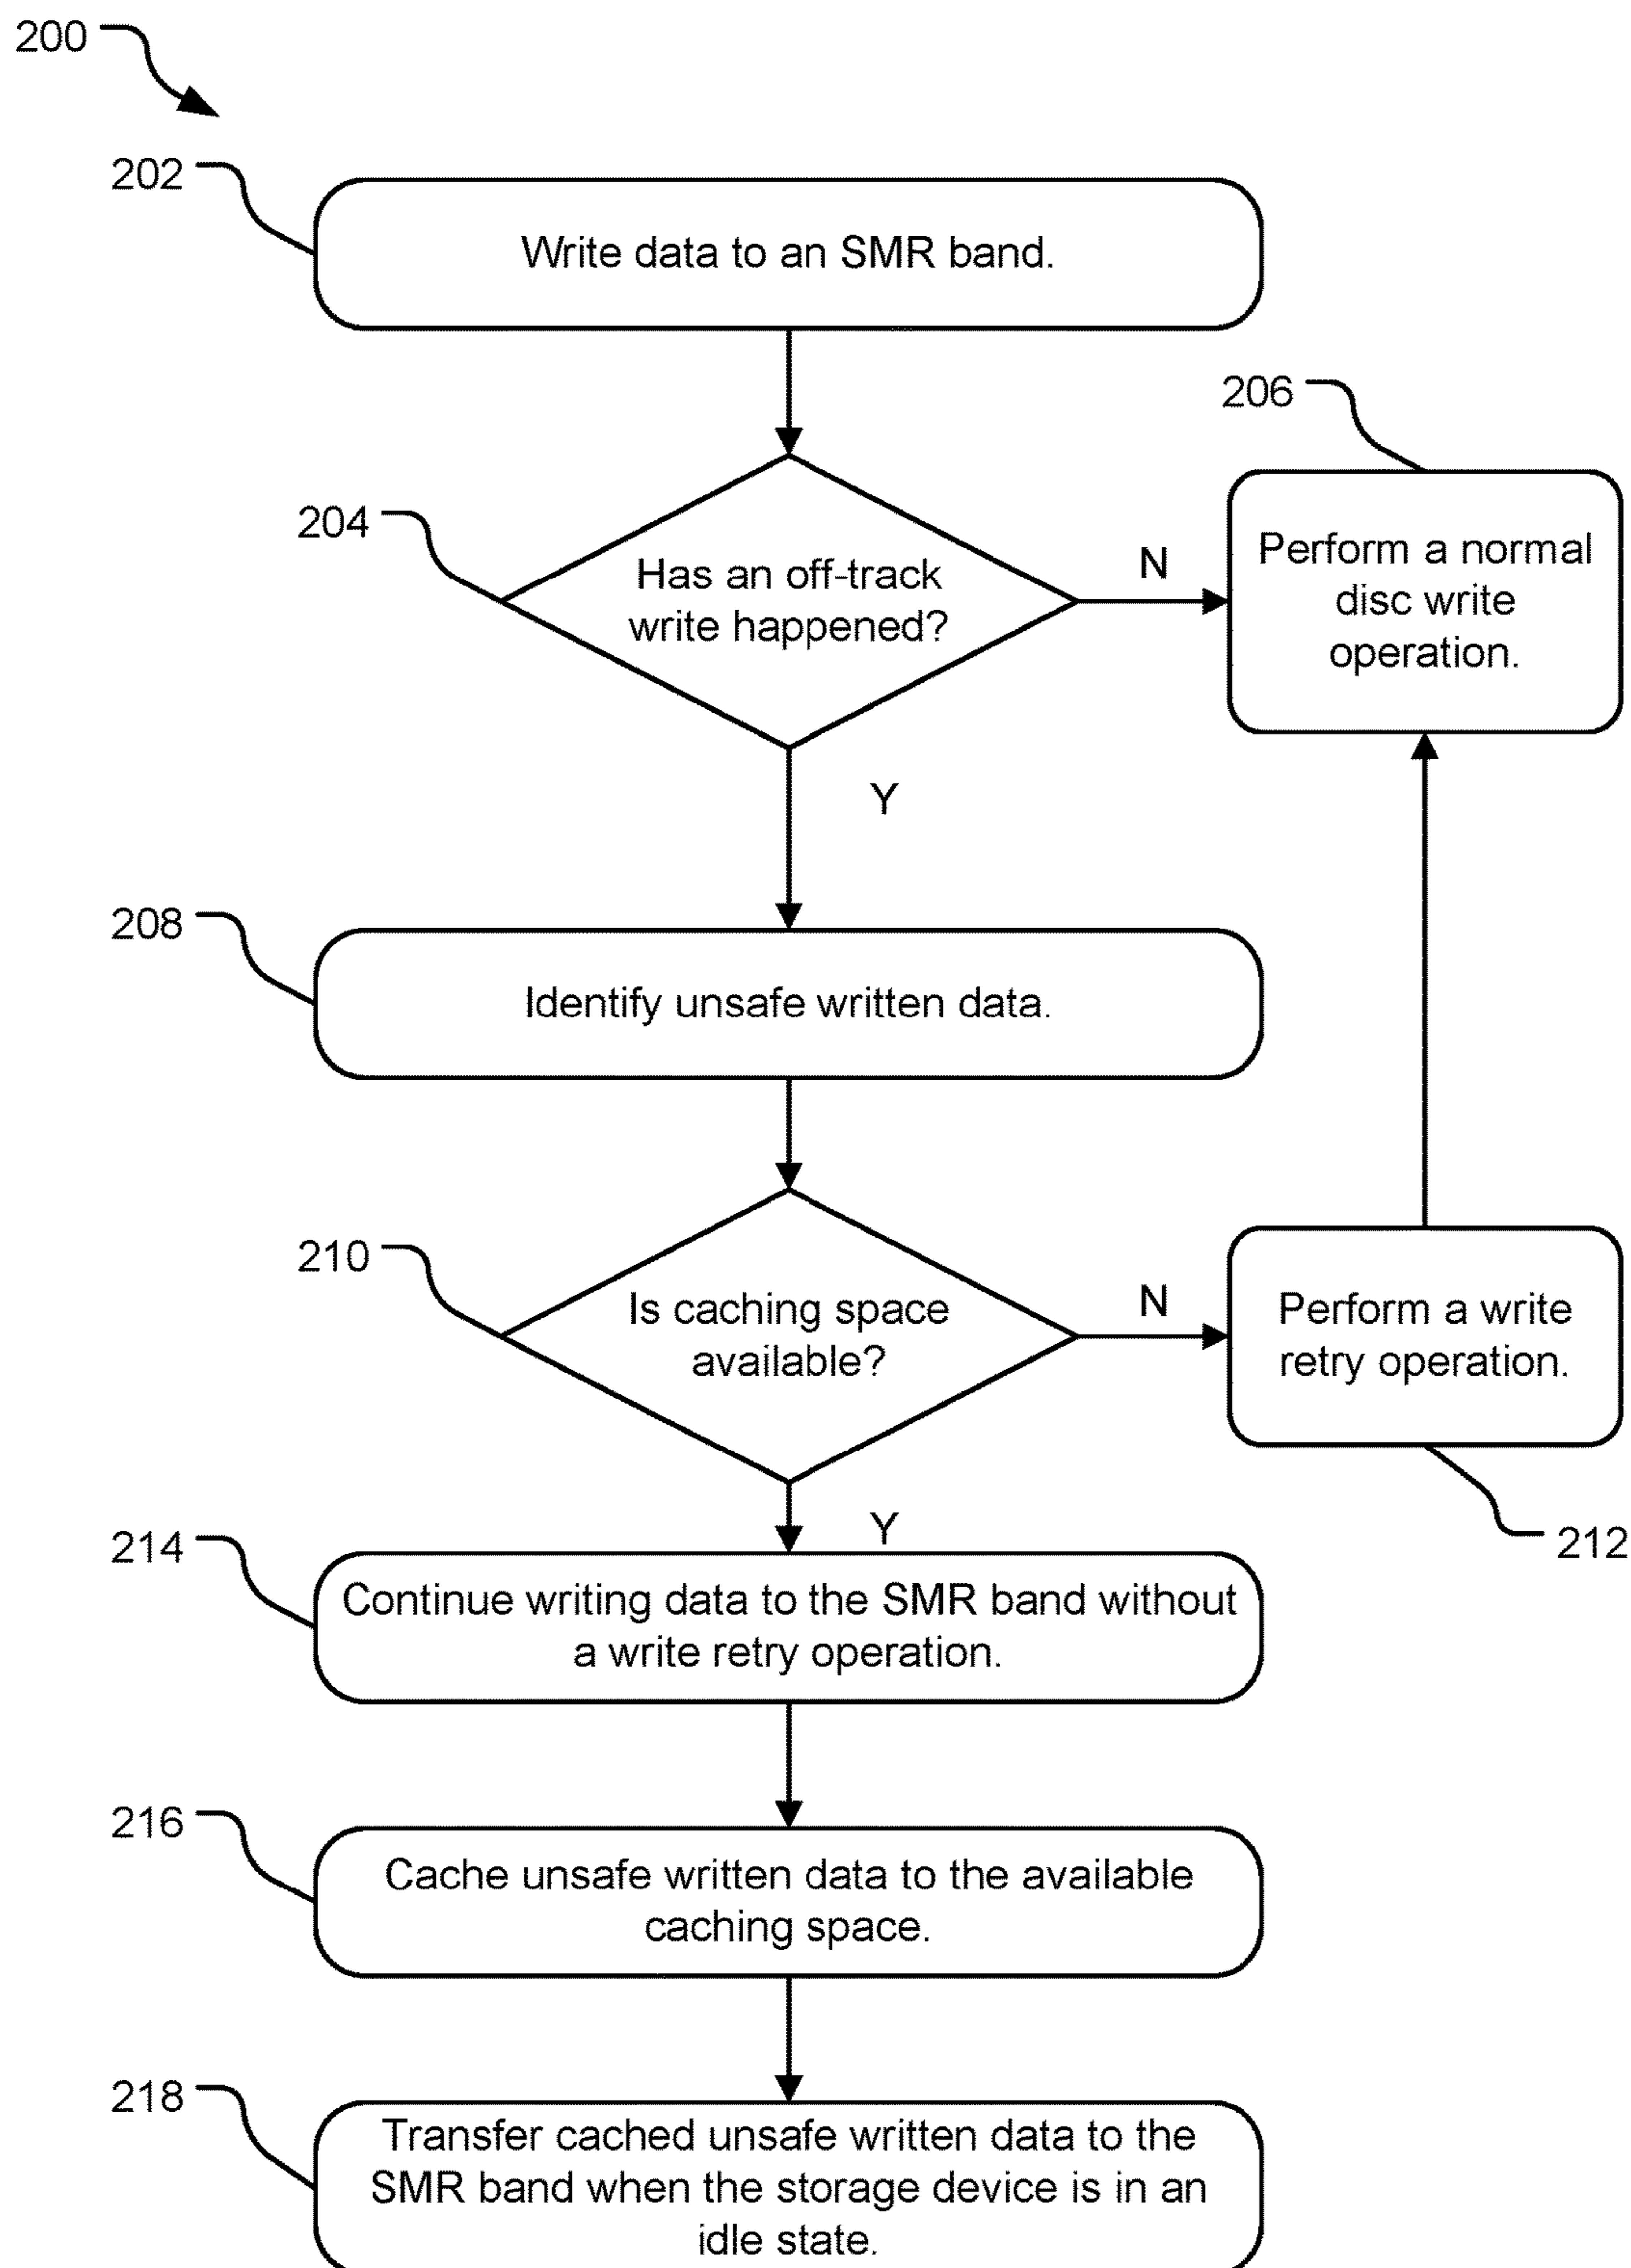 200
202
Write data to an SMR band.
206
204
Has an off-track
write happened?
N
Perform a normal
disc write
operation.
Y
208
Identify unsafe written data.
210
Is caching space
available?
N
Perform a write
retry operation.
Y
212
214
Continue writing data to the SMR band without
a write retry operation.
216
Cache unsafe written data to the available
caching space.
218
Transfer cached unsafe written data to the
SMR band when the storage device is in an
idle state.